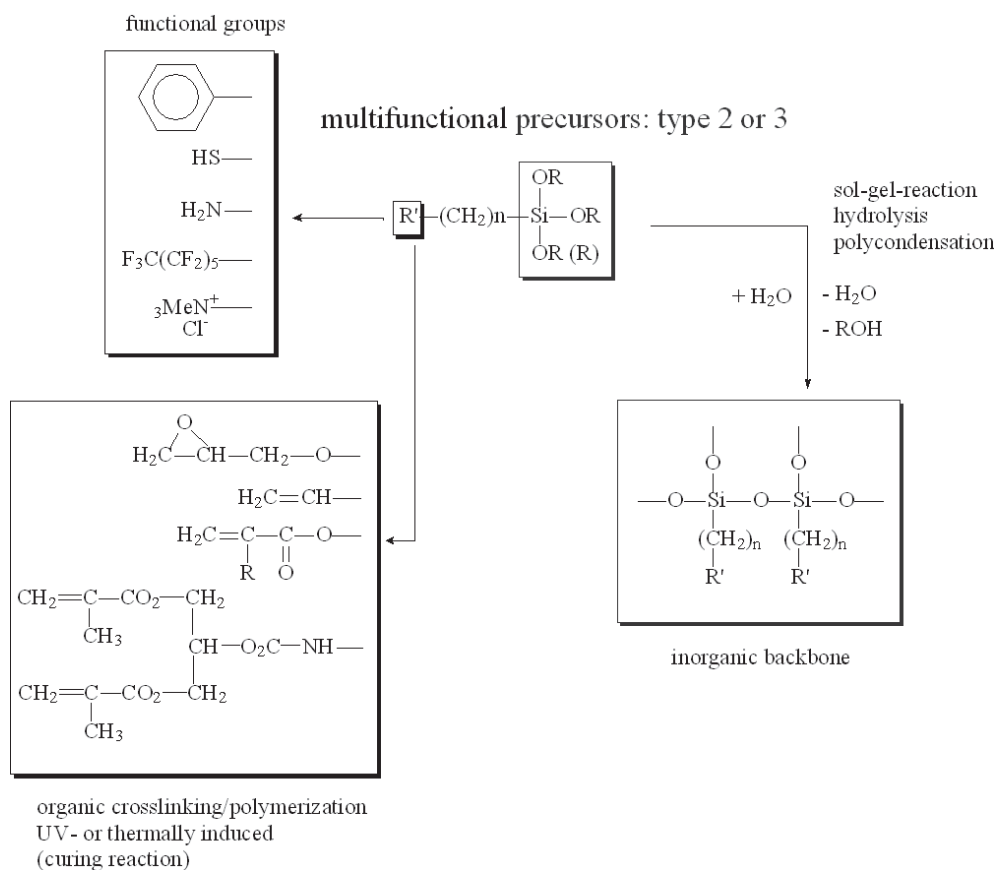 functional groups
multifunctional precursors: type 2 or 3
HS—
H₂N—
F₃C(CF₂)₅—
₃MeN⁺
Cl⁻
OR
R'—(CH₂)n—Si—OR
OR (R)
sol-gel-reaction
hydrolysis
polycondensation
+ H₂O
- H₂O
- ROH
O
H₂C—CH—CH₂—O—
H₂C=CH—
H₂C=C—C—O—
R O
CH₂=C—CO₂—CH₂
CH₃
CH—O₂C—NH—
CH₂=C—CO₂—CH₂
CH₃
organic crosslinking/polymerization
UV- or thermally induced
(curing reaction)
O O
—O—Si—O—Si—O—
(CH₂)n (CH₂)n
R' R'
inorganic backbone